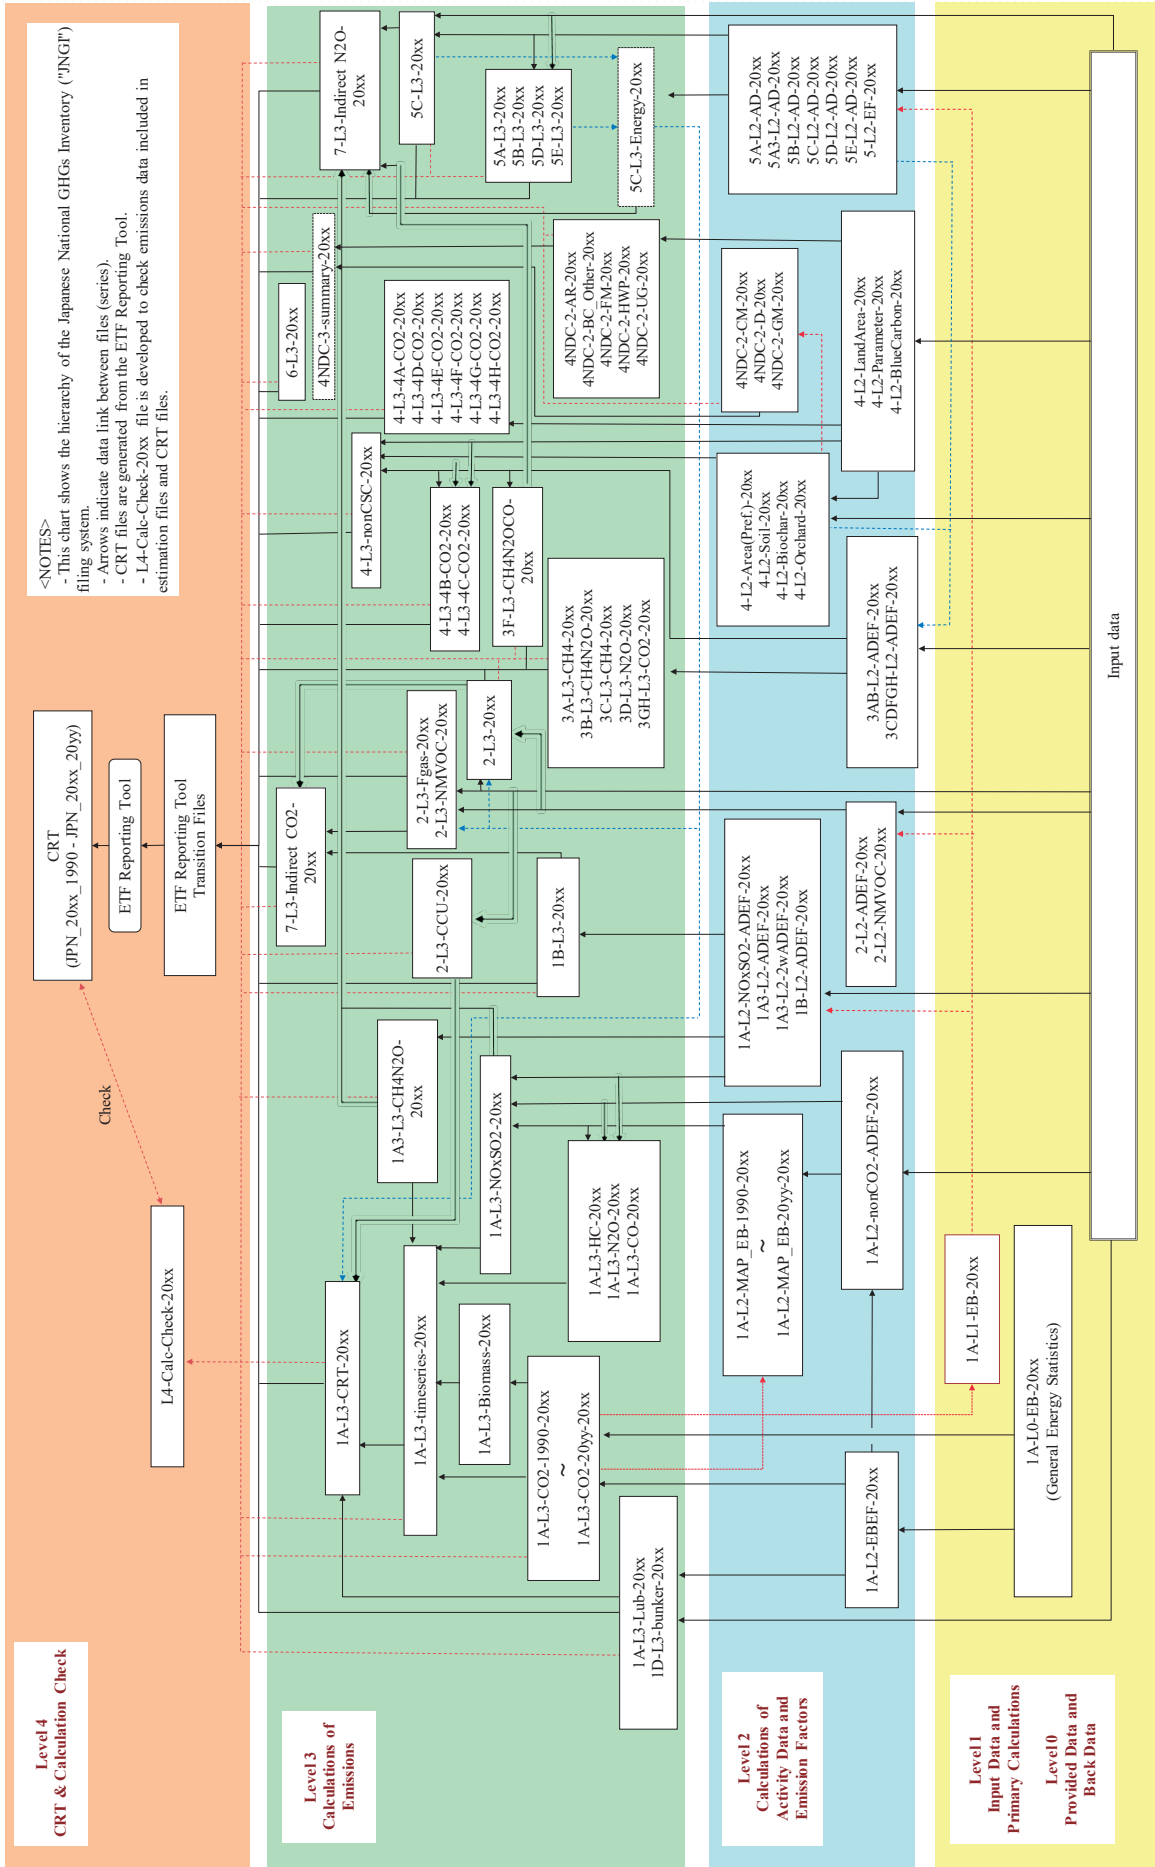 Level 4
CRT & Calculation Check
L4-Calc-Check-20xx
Check
CRT
(JPN_20xx_1990 - JPN_20xx_20yy)
ETF Reporting Tool
ETF Reporting Tool
Transition Files
<NOTES>
- This chart shows the hierarchy of the Japanese National GHGs Inventory ("JNGI")
filing system.
- Arrows indicate data link between files (series).
- CRT files are generated from the ETF Reporting Tool.
- L4-Calc-Check-20xx file is developed to check emissions data included in
estimation files and CRT files.
Level 3
Calculations of
Emissions
1A-L3-CRT-20xx
1A-L3-timeseries-20xx
1A-L3-Biomass-20xx
1A-L3-CO2-1990-20xx
~
1A-L3-CO2-20yy-20xx
1A-L3-Lub-20xx
1D-L3-bunker-20xx
1A3-L3-CH4N2O-
20xx
1A-L3-NOxSO2-20xx
1A-L3-HC-20xx
1A-L3-N2O-20xx
1A-L3-CO-20xx
7-L3-Indirect CO2-
20xx
2-L3-CCU-20xx
1B-L3-20xx
2-L3-Fgas-20xx
2-L3-NMVOC-20xx
2-L3-20xx
4-L3-nonCSC-20xx
4-L3-4B-CO2-20xx
4-L3-4C-CO2-20xx
3F-L3-CH4N2OCO-
20xx
3A-L3-CH4-20xx
3B-L3-CH4N2O-20xx
3C-L3-CH4-20xx
3D-L3-N2O-20xx
3GH-L3-CO2-20xx
6-L3-20xx
4NDC-3-summary-20xx
4-L3-4A-CO2-20xx
4-L3-4D-CO2-20xx
4-L3-4E-CO2-20xx
4-L3-4F-CO2-20xx
4-L3-4G-CO2-20xx
4-L3-4H-CO2-20xx
4NDC-2-AR-20xx
4NDC-2-BC_Other-20xx
4NDC-2-FM-20xx
4NDC-2-HWP-20xx
4NDC-2-UG-20xx
7-L3-Indirect N2O-
20xx
5C-L3-20xx
5A-L3-20xx
5B-L3-20xx
5D-L3-20xx
5E-L3-20xx
5C-L3-Energy-20xx
Level 2
Calculations of
Activity Data and
Emission Factors
1A-L2-EBEF-20xx
1A-L2-MAP_EB-1990-20xx
~
1A-L2-MAP_EB-20yy-20xx
1A-L2-nonCO2-ADEF-20xx
1A-L2-NOxSO2-ADEF-20xx
1A3-L2-ADEF-20xx
1A3-L2-2wADEF-20xx
1B-L2-ADEF-20xx
2-L2-ADEF-20xx
2-L2-NMVOC-20xx
3AB-L2-ADEF-20xx
3CDFGH-L2-ADEF-20xx
4-L2-Area(Pref.)-20xx
4-L2-Soil-20xx
4-L2-Biochar-20xx
4-L2-Orchard-20xx
4NDC-2-CM-20xx
4NDC-2-D-20xx
4NDC-2-GM-20xx
4-L2-LandArea-20xx
4-L2-Parameter-20xx
4-L2-BlueCarbon-20xx
5A-L2-AD-20xx
5A3-L2-AD-20xx
5B-L2-AD-20xx
5C-L2-AD-20xx
5D-L2-AD-20xx
5E-L2-AD-20xx
5-L2-EF-20xx
Level 1
Input Data and
Primary Calculations
Level 0
Provided Data and
Back Data
1A-L1-EB-20xx
1A-L0-EB-20xx
(General Energy Statistics)
Input data